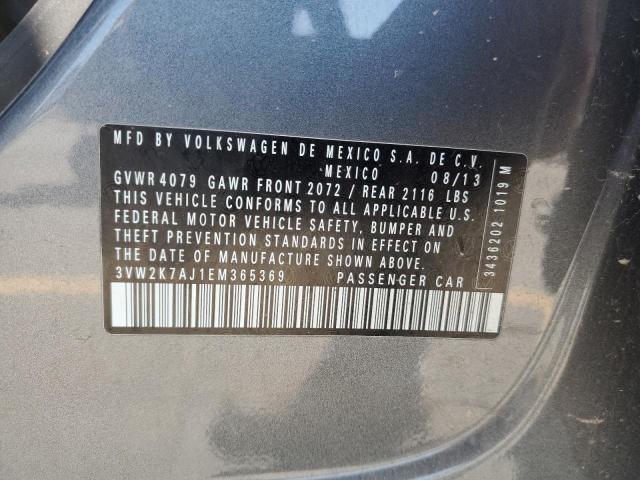 MFD BY VOLKSWAGEN DE MEXICO S.A. DE C.V.
MEXICO 08/13
GVWR 4079 GAWR FRONT 2072 / REAR 2116 LBS
THIS VEHICLE CONFORMS TO ALL APPLICABLE U.S.
FEDERAL MOTOR VEHICLE SAFETY, BUMPER AND
THEFT PREVENTION STANDARDS IN EFFECT ON
THE DATE OF MANUFACTURE SHOWN ABOVE
3VW2K7AJ1EM365369 PASSENGER CAR
3436202 1019 M